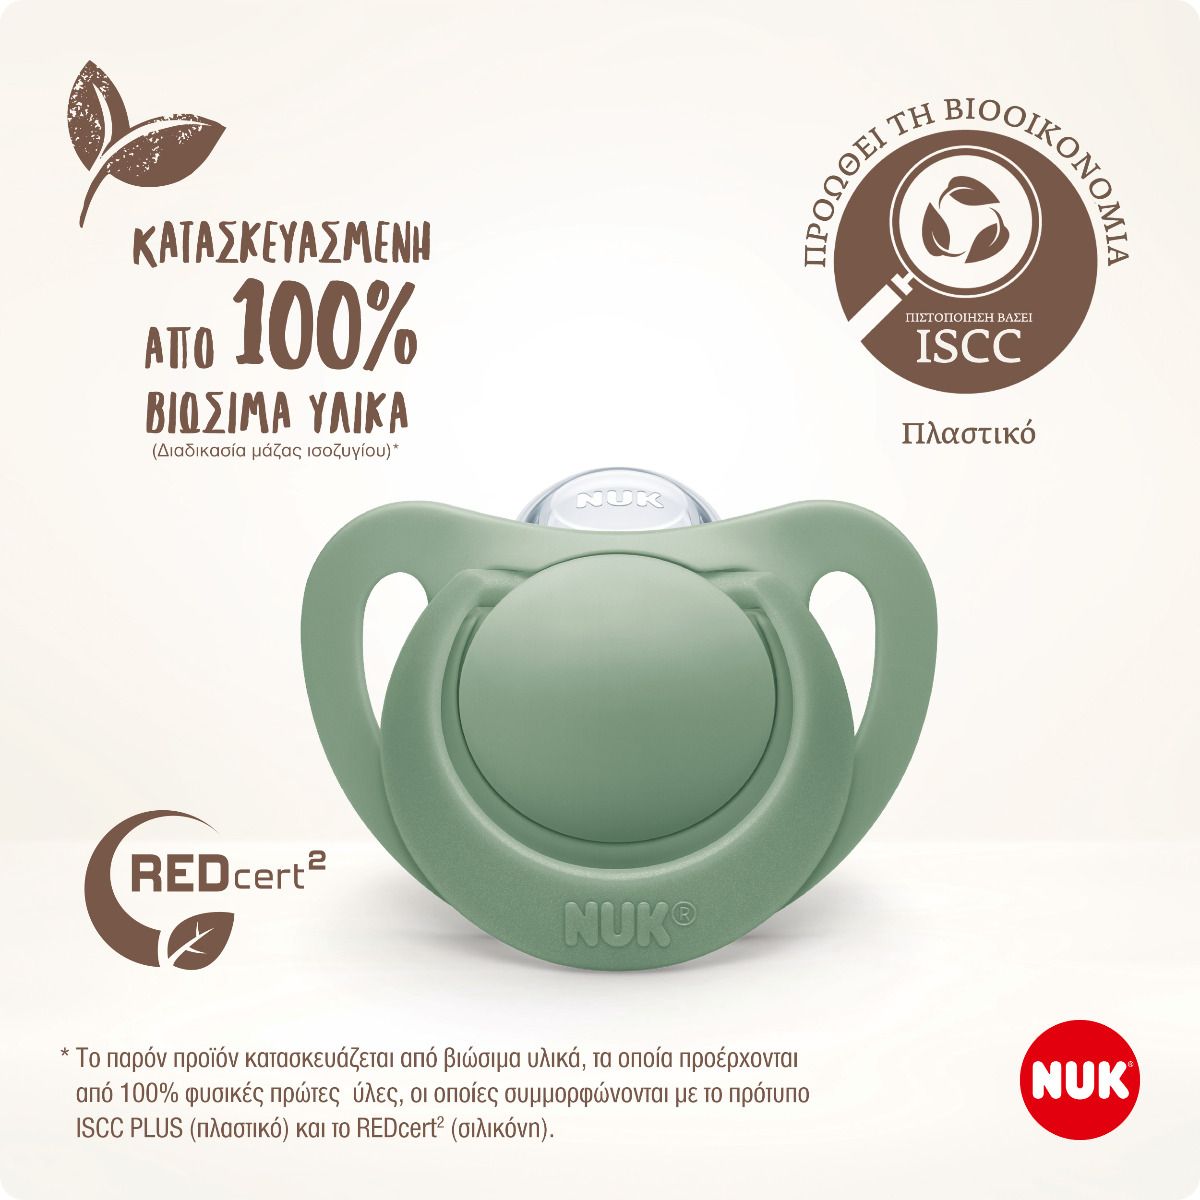 ΠΡΟΩΘΕΙ ΤΗ ΒΙΟΟΙΚΟΝΟΜΙΑ
ΚΑΤΑΣΚΕΥΑΣΜΕΝΗ
ΑΠΟ 100%
ΒΙΩΣΙΜΑ ΥΛΙΚΑ
(Διαδικασία μάζας ισοζυγίου)*
ΠΙΣΤΟΠΟΙΗΣΗ ΒΑΣΕΙ
ISCC
Πλαστικό
NUK
NUK®
REDcert²
* Το παρόν προϊόν κατασκευάζεται από βιώσιμα υλικά, τα οποία προέρχονται
από 100% φυσικές πρώτες ύλες, οι οποίες συμμορφώνονται με το πρότυπο
ISCC PLUS (πλαστικό) και το REDcert² (σιλικόνη).
NUK®